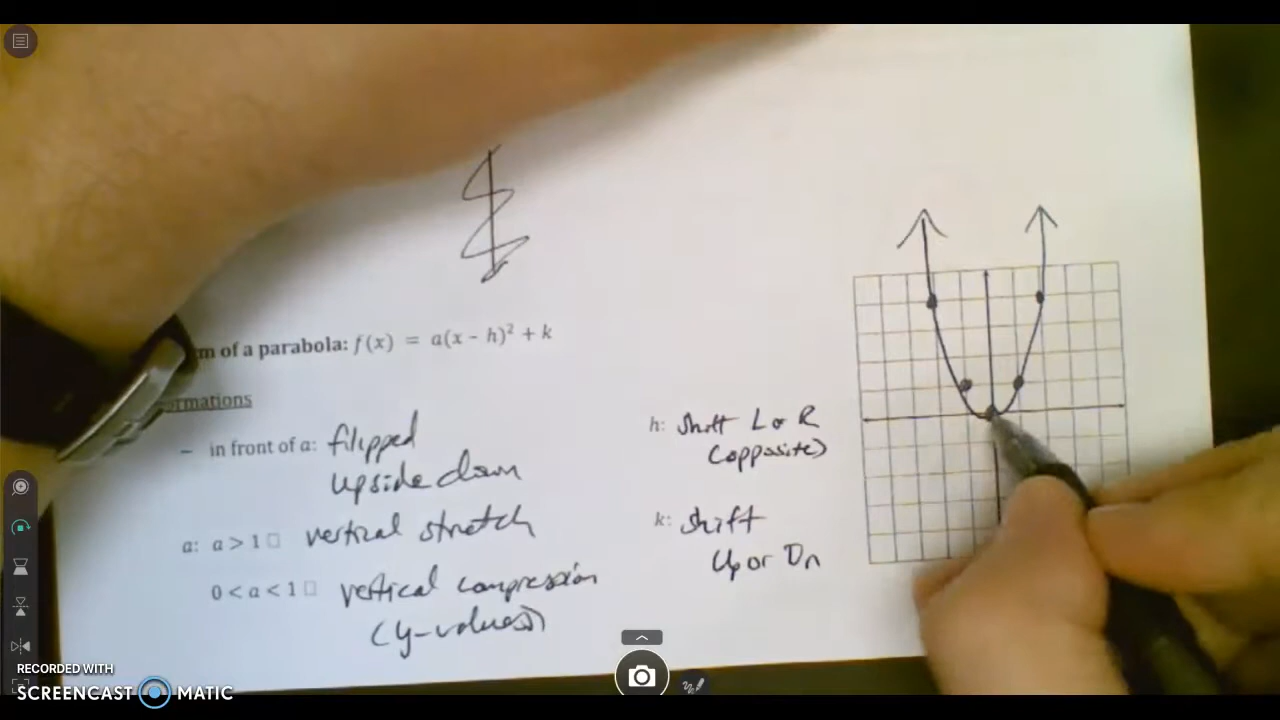 m of a parabola: f(x) = a(x - h)² + k
ormations
– in front of a: flipped
upside down
a: a > 1 □ vertical stretch
0 < a < 1 □ vertical compression
(y-values)
h: shift L or R
(opposite)
k: shift
Up or Dn
RECORDED WITH
SCREENCAST MATIC